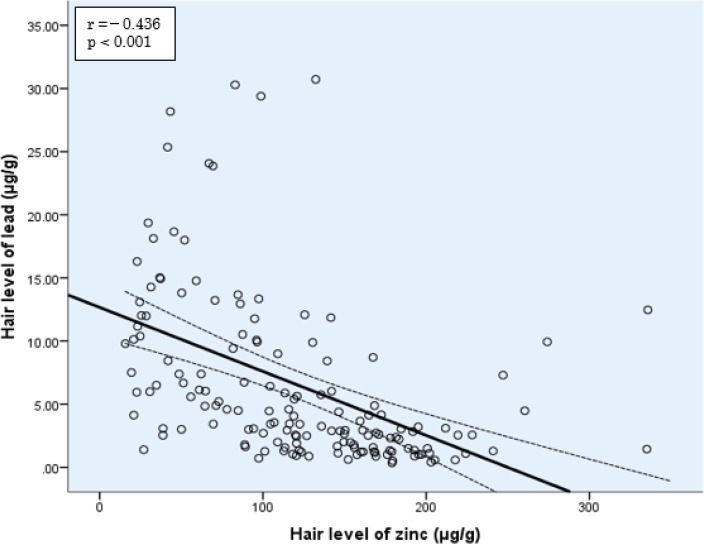 r = – 0.436
p < 0.001
Hair level of lead (µg/g)
35.00
30.00
25.00
20.00
15.00
10.00
5.00
.00
0 100 200 300
Hair level of zinc (µg/g)